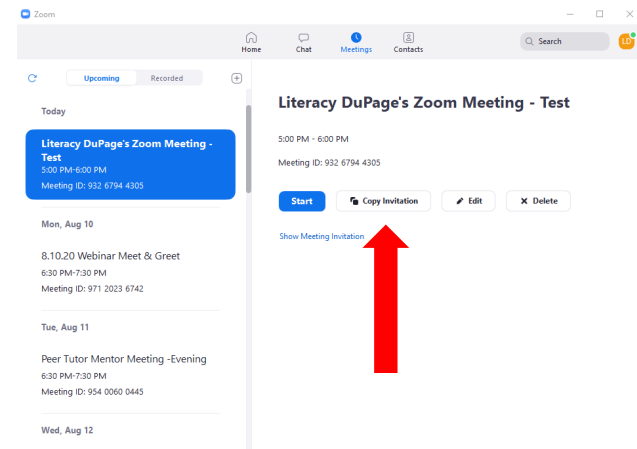 Zoom
Home Chat Meetings Contacts
Search
LD
Upcoming Recorded
Today
Literacy DuPage's Zoom Meeting -
Test
5:00 PM-6:00 PM
Meeting ID: 932 6794 4305
Mon, Aug 10
8.10.20 Webinar Meet & Greet
6:30 PM-7:30 PM
Meeting ID: 971 2023 6742
Tue, Aug 11
Peer Tutor Mentor Meeting -Evening
6:30 PM-7:30 PM
Meeting ID: 954 0060 0445
Wed, Aug 12
Literacy DuPage's Zoom Meeting - Test
5:00 PM - 6:00 PM
Meeting ID: 932 6794 4305
Start Copy Invitation Edit Delete
Show Meeting Invitation